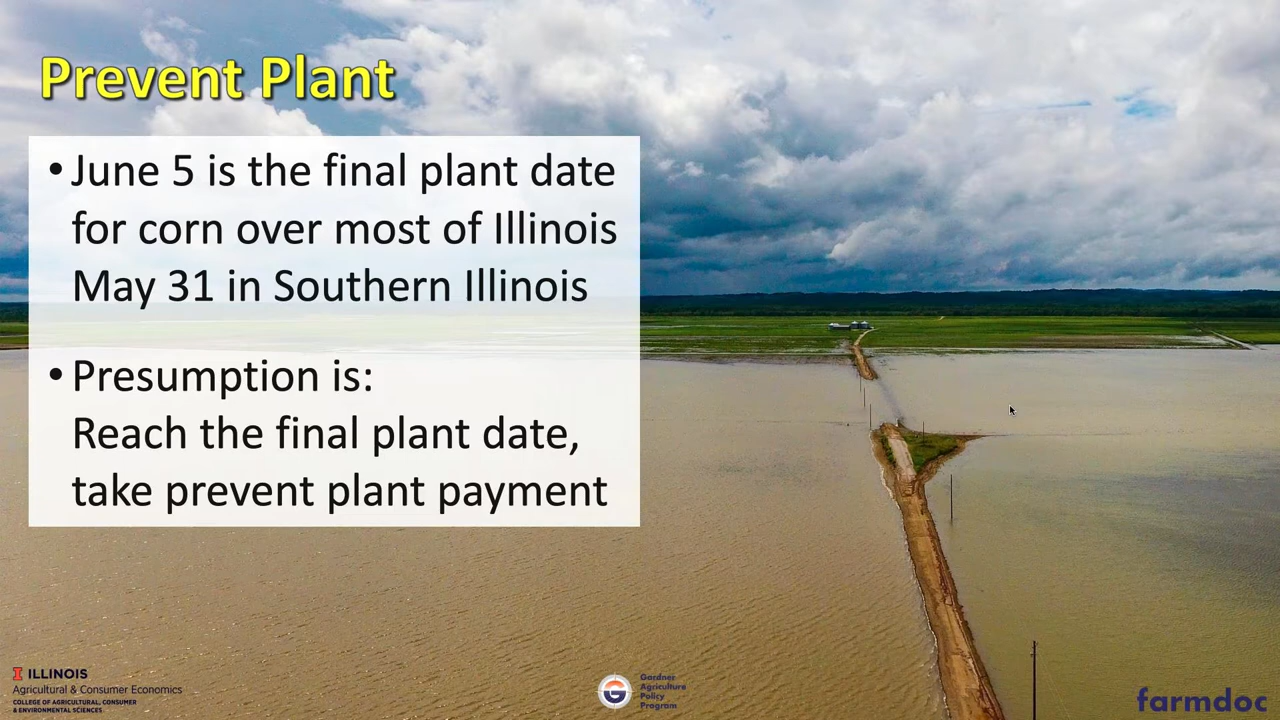 Prevent Plant
• June 5 is the final plant date
for corn over most of Illinois
May 31 in Southern Illinois
• Presumption is:
Reach the final plant date,
take prevent plant payment
I ILLINOIS
Agricultural & Consumer Economics
COLLEGE OF AGRICULTURAL, CONSUMER
& ENVIRONMENTAL SCIENCES
G
Gardner
Agriculture
Policy
Program
farmdoc